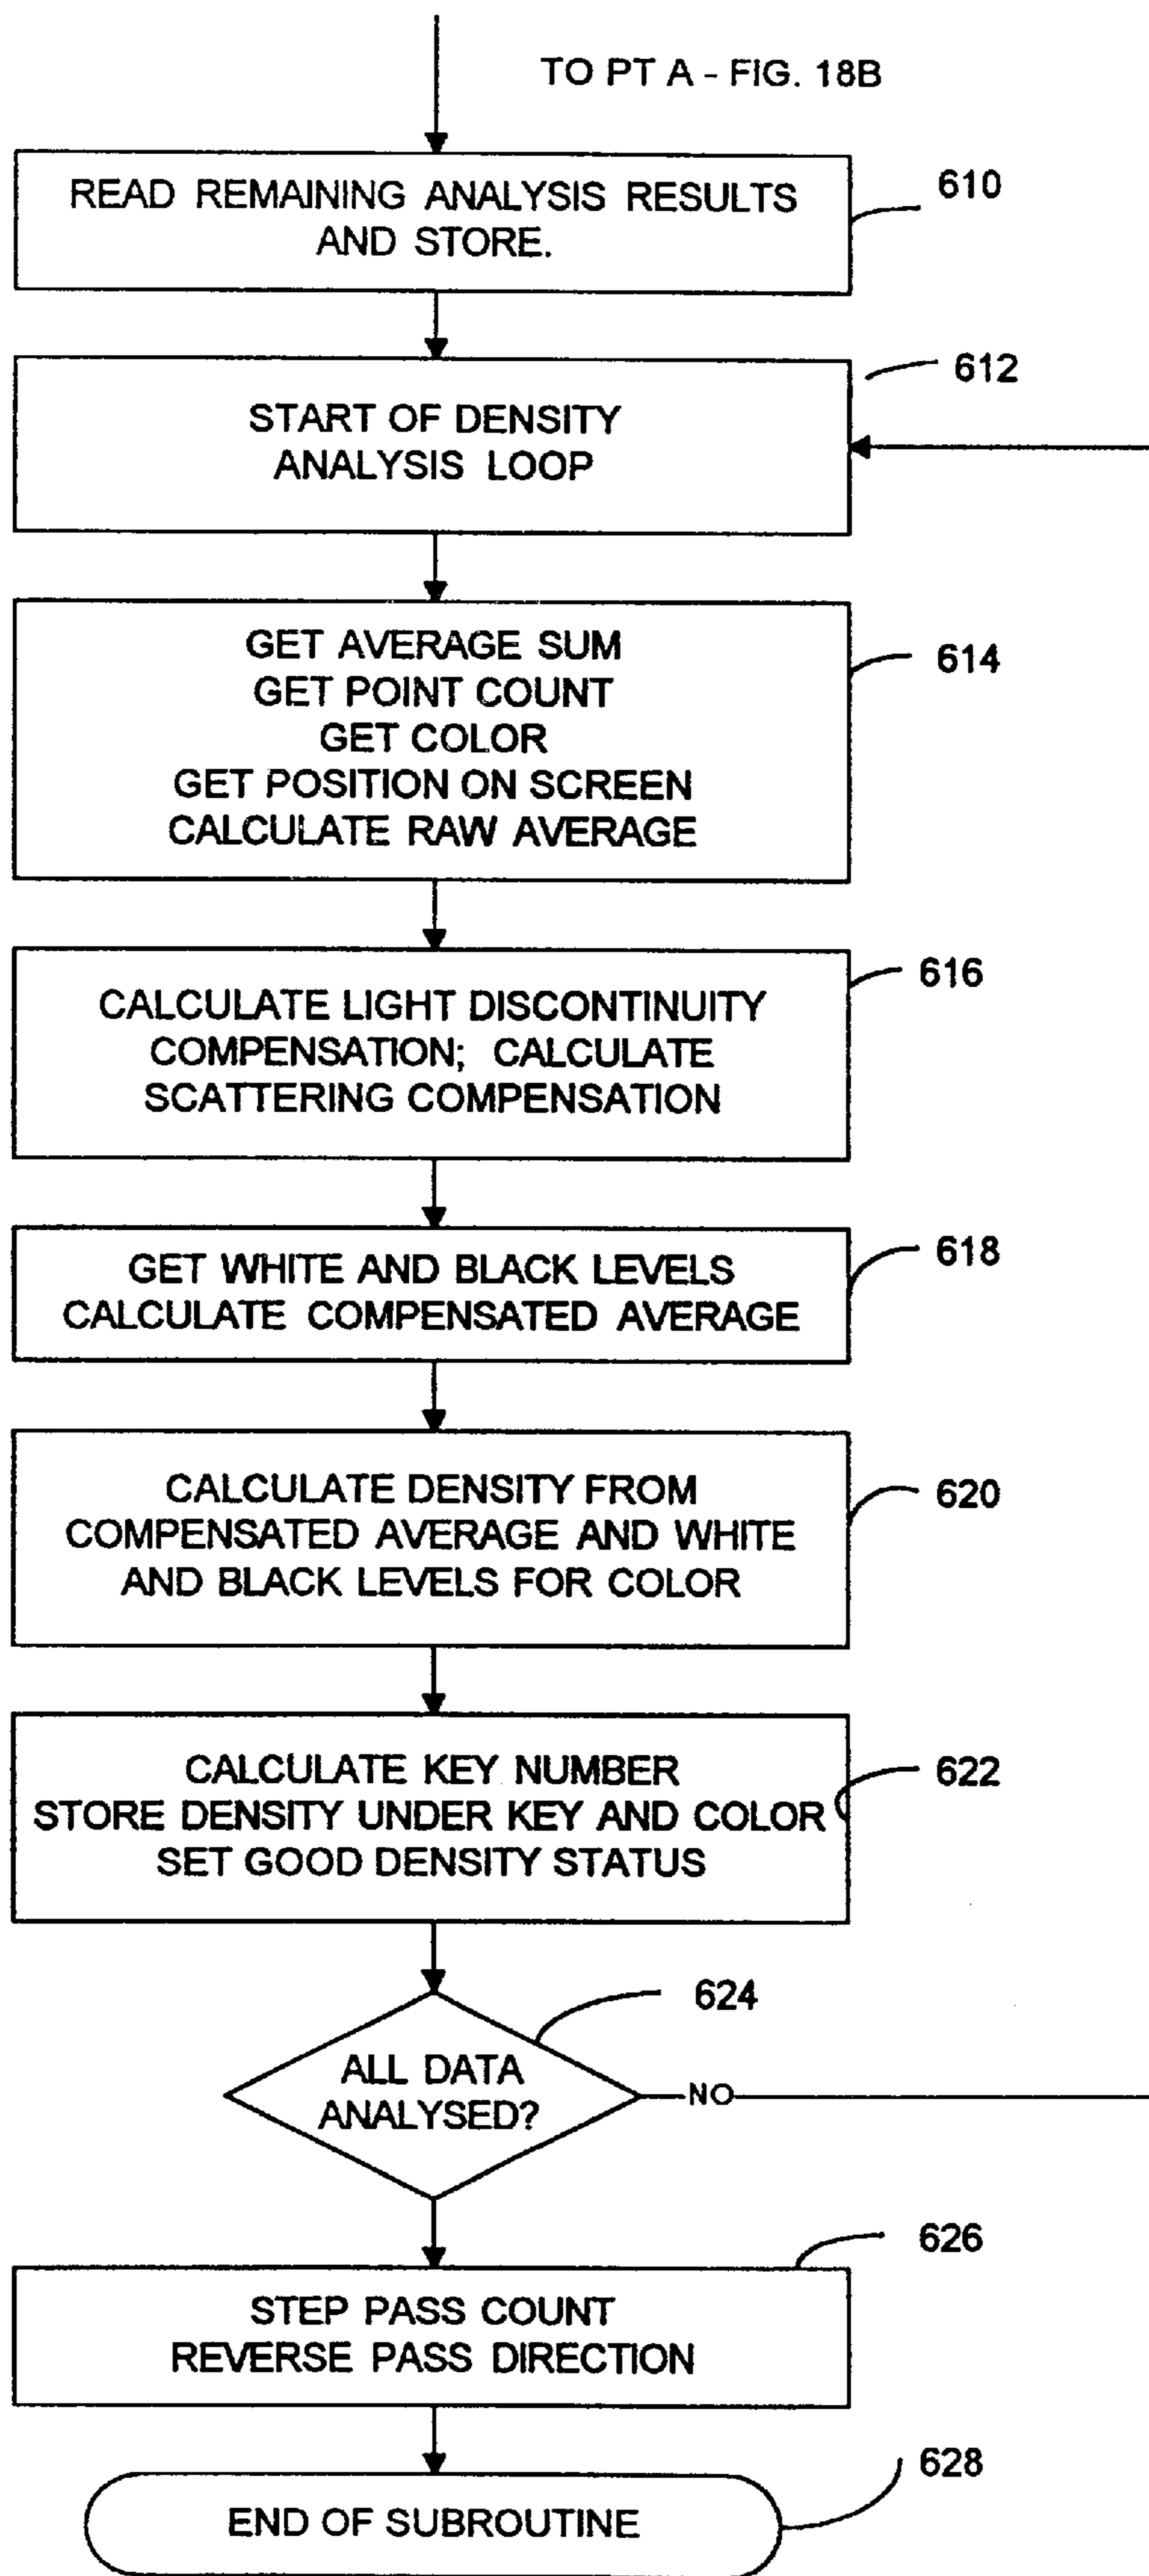 TO PT A - FIG. 18B
READ REMAINING ANALYSIS RESULTS
AND STORE.
610
START OF DENSITY
ANALYSIS LOOP
612
GET AVERAGE SUM
GET POINT COUNT
GET COLOR
GET POSITION ON SCREEN
CALCULATE RAW AVERAGE
614
CALCULATE LIGHT DISCONTINUITY
COMPENSATION; CALCULATE
SCATTERING COMPENSATION
616
GET WHITE AND BLACK LEVELS
CALCULATE COMPENSATED AVERAGE
618
CALCULATE DENSITY FROM
COMPENSATED AVERAGE AND WHITE
AND BLACK LEVELS FOR COLOR
620
CALCULATE KEY NUMBER
STORE DENSITY UNDER KEY AND COLOR
SET GOOD DENSITY STATUS
622
624
ALL DATA
ANALYSED?
NO
626
STEP PASS COUNT
REVERSE PASS DIRECTION
628
END OF SUBROUTINE